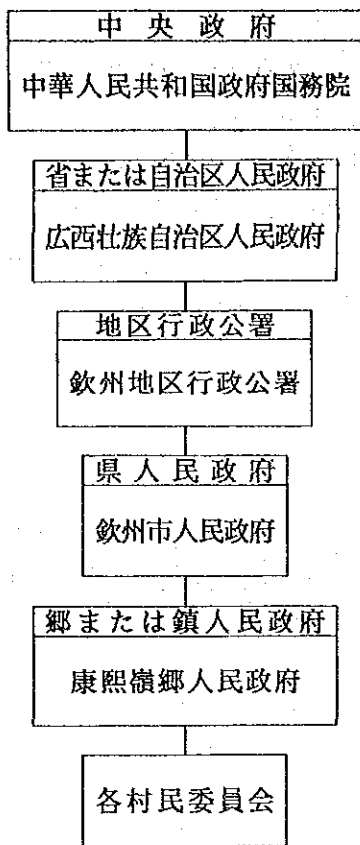 中央政府
中華人民共和国政府国務院
省または自治区人民政府
広西壮族自治区人民政府
地区行政公署
欽州地区行政公署
県人民政府
欽州市人民政府
郷または鎮人民政府
康熙嶺郷人民政府
各村民委員会